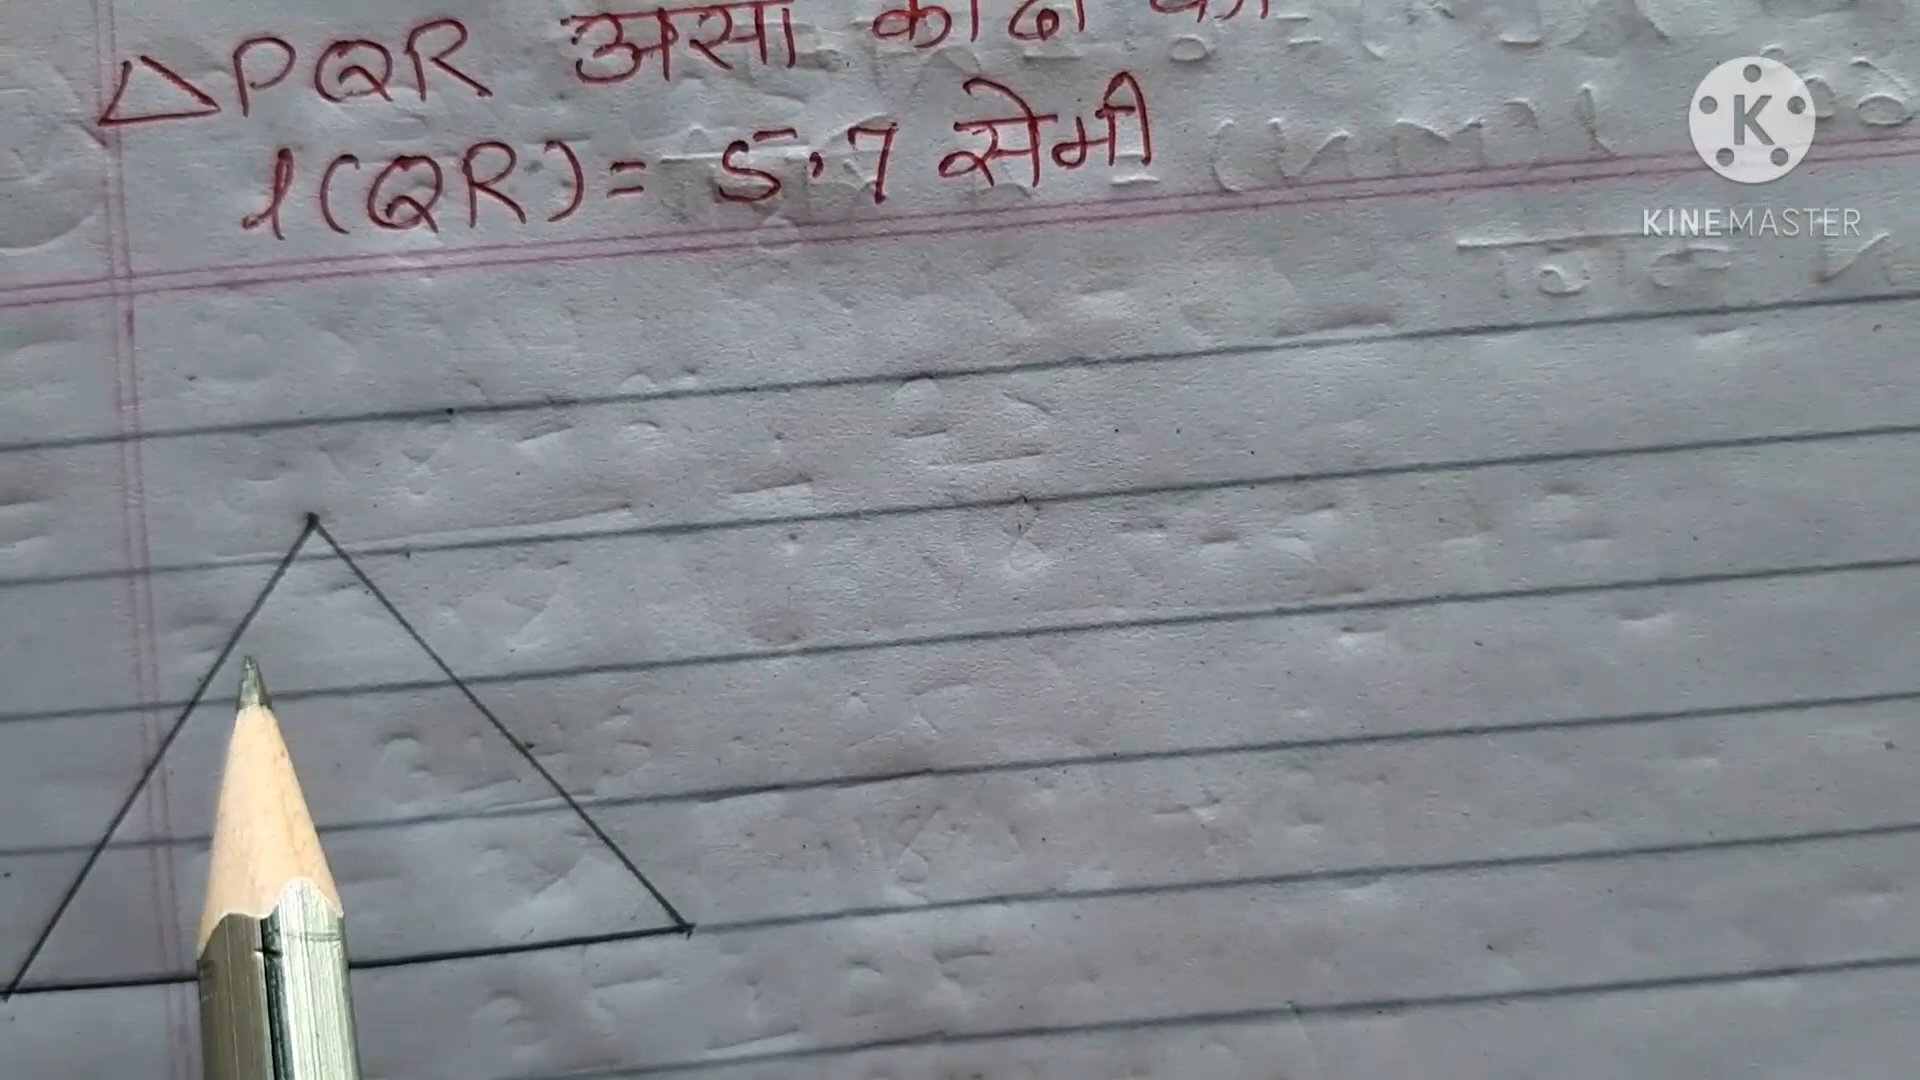 △PQR असा काढा की
l(QR) = 5.7 सेमी
K
KINEMASTER